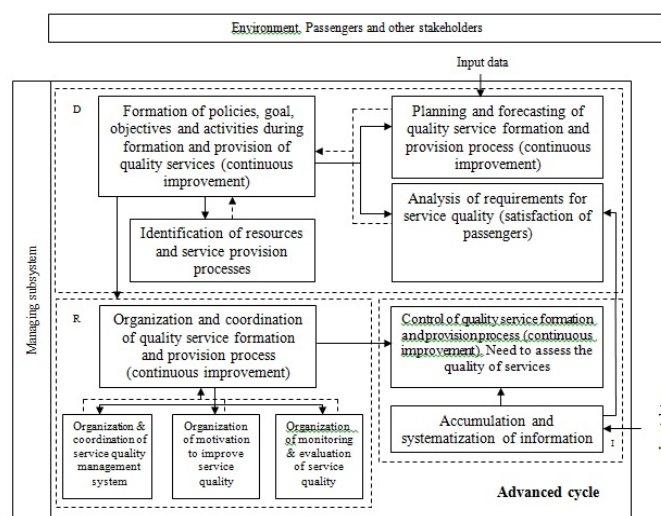 Environment, Passengers and other stakeholders
Input data
Managing subsystem
D
Formation of policies, goal,
objectives and activities during
formation and provision of
quality services (continuous
improvement)
Planning and forecasting of
quality service formation and
provision process (continuous
improvement)
Identification of resources
and service provision
processes
Analysis of requirements for
service quality (satisfaction of
passengers)
R
Organization and coordination
of quality service formation
and provision process
(continuous improvement)
Control of quality service formation
andprovisionprocess (continuous
improvement). Need to assess the
quality of services
Organization &
coordination of
service quality
management
system
Organization
of motivation to
improve
service
quality
Organization
of monitoring
& evaluation
of service
quality
Accumulation and
systematization of information
I
Advanced cycle